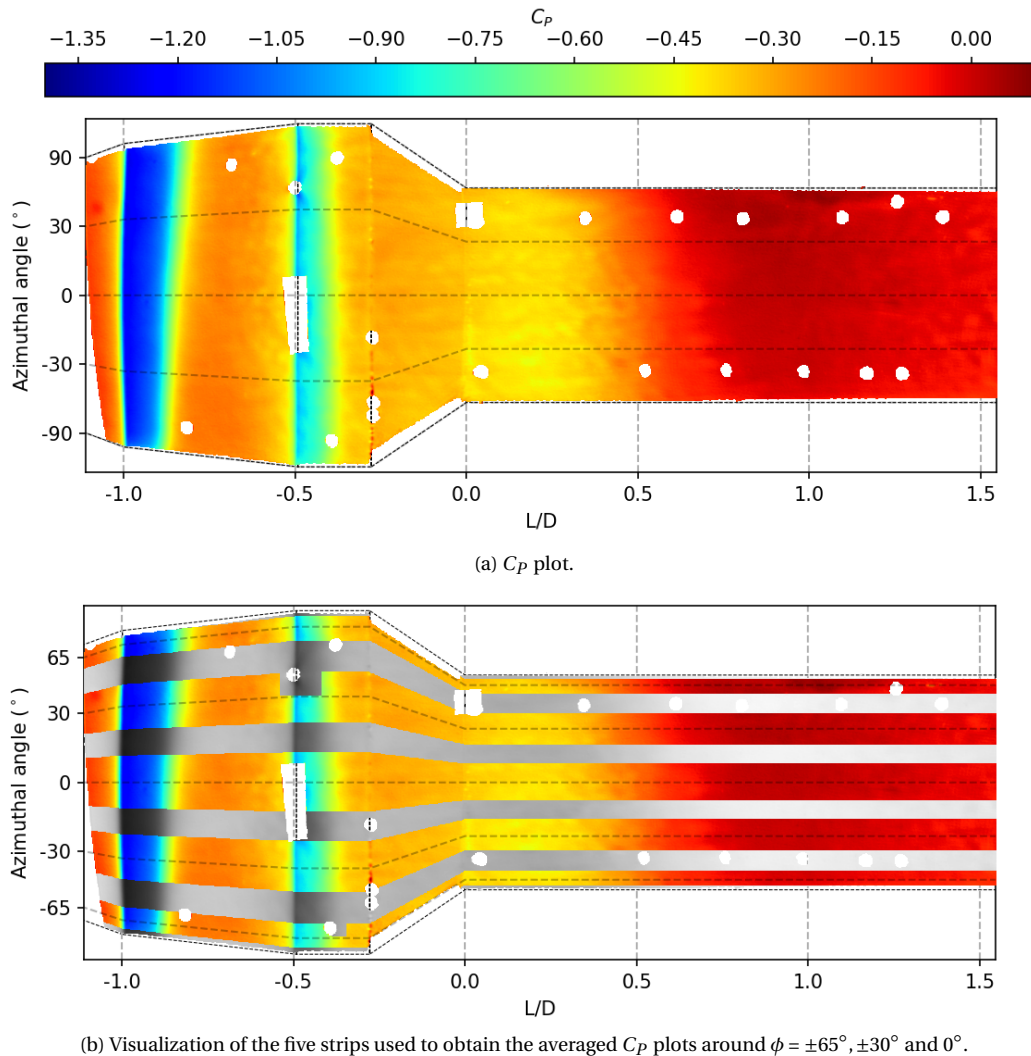 C_P
−1.35 −1.20 −1.05 −0.90 −0.75 −0.60 −0.45 −0.30 −0.15 0.00
Azimuthal angle (°)
90
30
0
-30
-90
-1.0 -0.5 0.0 0.5 1.0 1.5
L/D
(a) C_P plot.
Azimuthal angle (°)
65
30
0
-30
-65
-1.0 -0.5 0.0 0.5 1.0 1.5
L/D
(b) Visualization of the five strips used to obtain the averaged C_P plots around ϕ = ±65°, ±30° and 0°.